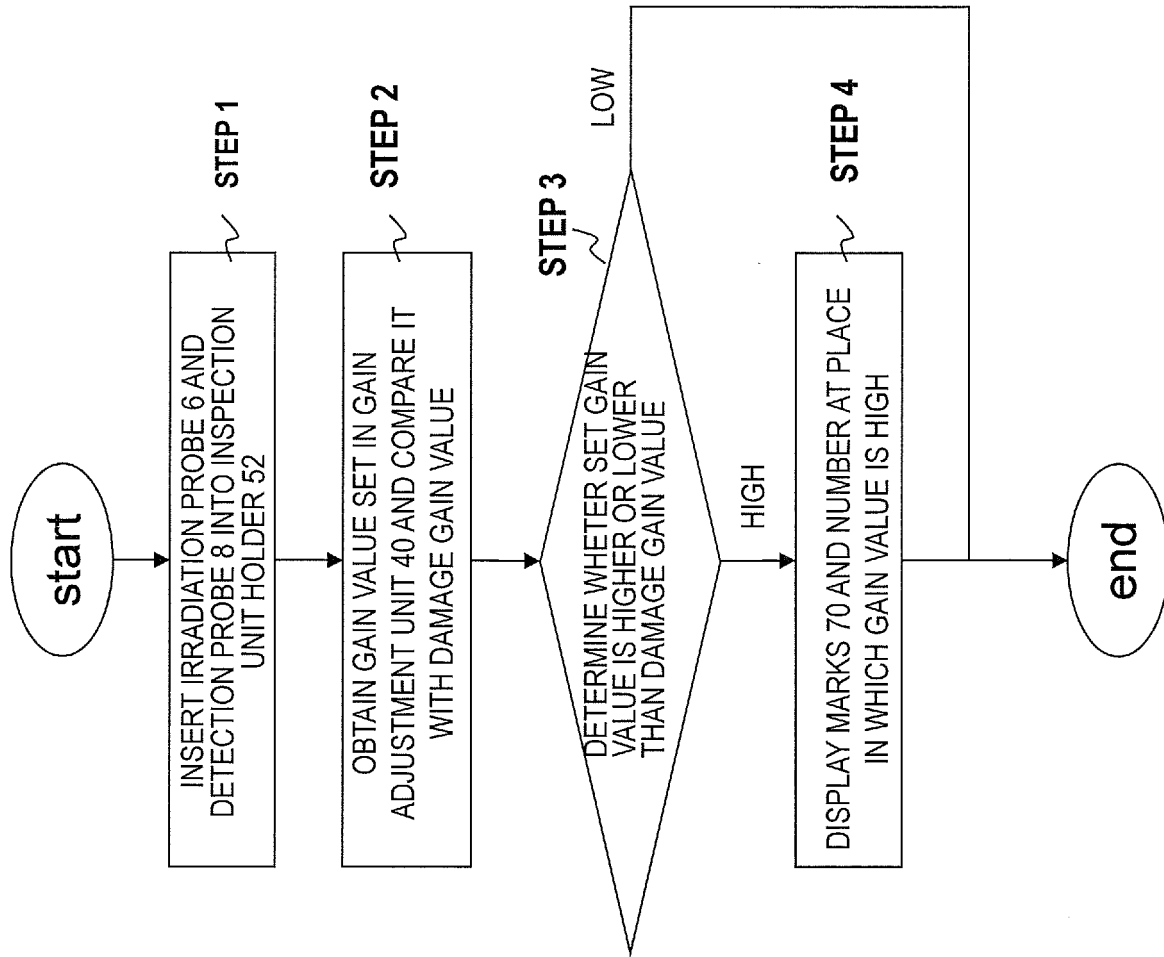 start
INSERT IRRADIATION PROBE 6 AND
DETECTION PROBE 8 INTO INSPECTION
UNIT HOLDER 52
STEP 1
OBTAIN GAIN VALUE SET IN GAIN
ADJUSTMENT UNIT 40 AND COMPARE IT
WITH DAMAGE GAIN VALUE
STEP 2
DETERMINE WHETER SET GAIN
VALUE IS HIGHER OR LOWER
THAN DAMAGE GAIN VALUE
STEP 3
LOW
HIGH
DISPLAY MARKS 70 AND NUMBER AT PLACE
IN WHICH GAIN VALUE IS HIGH
STEP 4
end